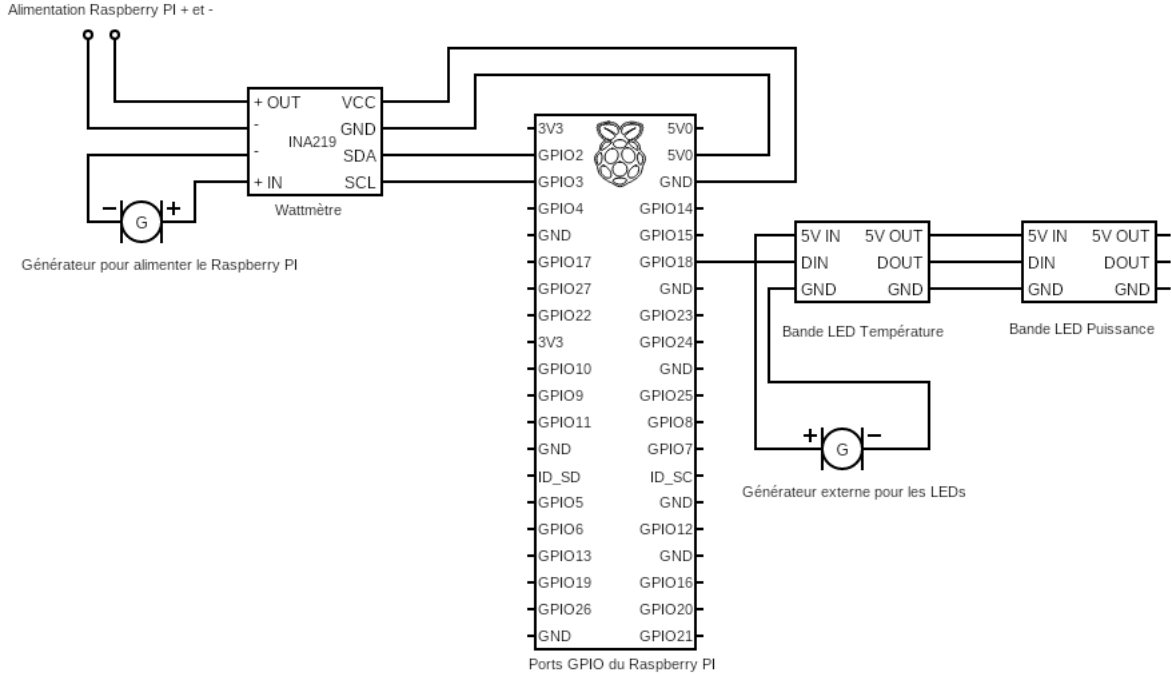 Alimentation Raspberry PI + et -
+ OUT VCC
- GND
INA219
- SDA
+ IN SCL
Wattmètre
- G +
Générateur pour alimenter le Raspberry PI
3V3 5V0
GPIO2 5V0
GPIO3 GND
GPIO4 GPIO14
GND GPIO15
GPIO17 GPIO18
GPIO27 GND
GPIO22 GPIO23
3V3 GPIO24
GPIO10 GND
GPIO9 GPIO25
GPIO11 GPIO8
GND GPIO7
ID_SD ID_SC
GPIO5 GND
GPIO6 GPIO12
GPIO13 GND
GPIO19 GPIO16
GPIO26 GPIO20
GND GPIO21
Ports GPIO du Raspberry PI
5V IN 5V OUT
DIN DOUT
GND GND
Bande LED Température
5V IN 5V OUT
DIN DOUT
GND GND
Bande LED Puissance
+ G -
Générateur externe pour les LEDs